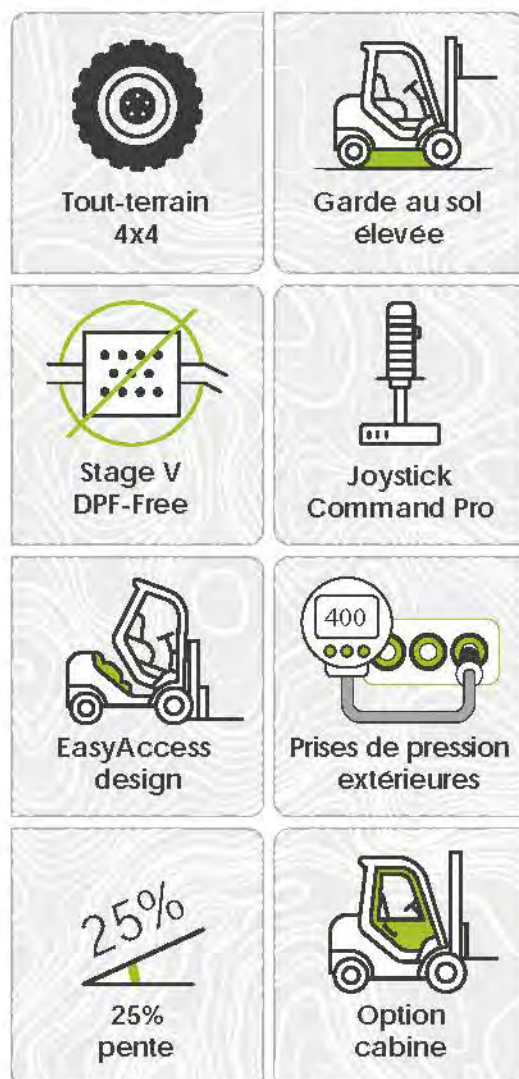 Tout-terrain
4x4
Garde au sol
élevée
Stage V
DPF-Free
Joystick
Command Pro
EasyAccess
design
400
Prises de pression
extérieures
25%
25%
pente
Option
cabine